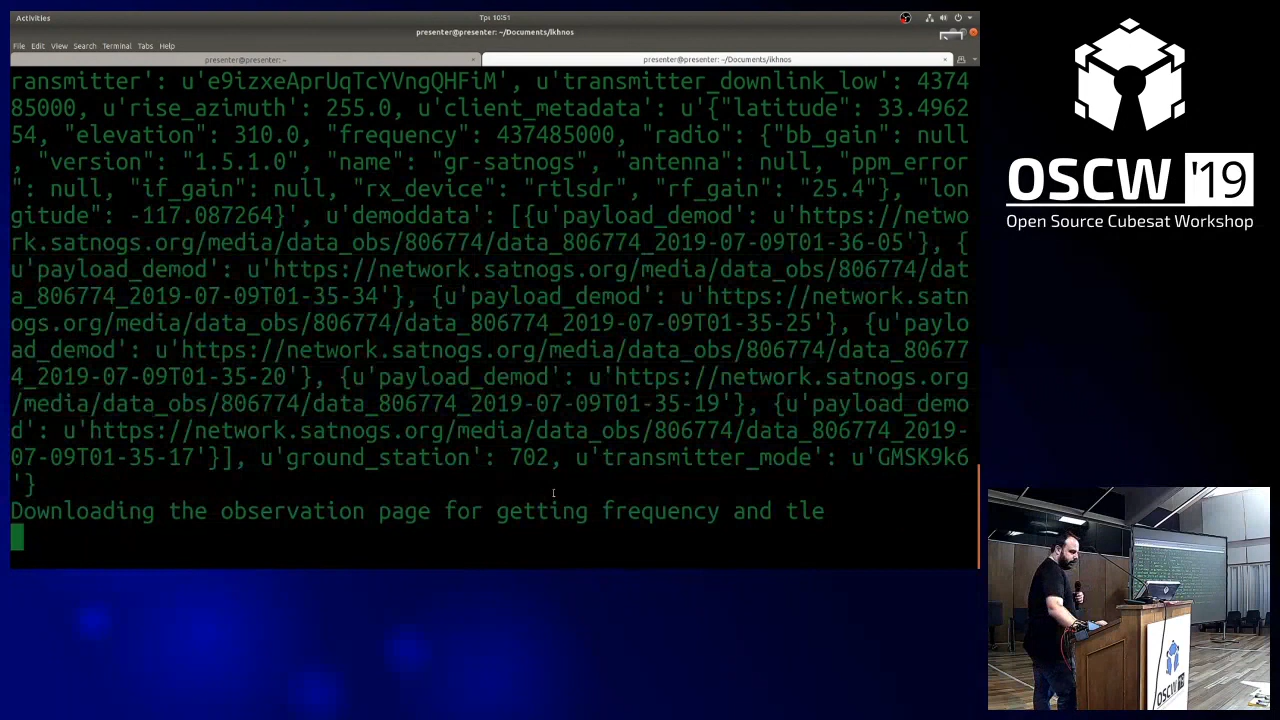 Activities
Τρι 10:51
presenter@presenter: ~/Documents/ikhnos
File Edit View Search Terminal Tabs Help
presenter@presenter: ~
presenter@presenter: ~/Documents/ikhnos
ransmitter': u'e9izxeAprUqTcYVngQHFiM', u'transmitter_downlink_low': 4374
85000, u'rise_azimuth': 255.0, u'client_metadata': u'{"latitude": 33.4962
54, "elevation": 310.0, "frequency": 437485000, "radio": {"bb_gain": null
, "version": "1.5.1.0", "name": "gr-satnogs", "antenna": null, "ppm_error
": null, "if_gain": null, "rx_device": "rtlsdr", "rf_gain": "25.4"}, "lon
gitude": -117.087264}', u'demoddata': [{u'payload_demod': u'https://netwo
rk.satnogs.org/media/data_obs/806774/data_806774_2019-07-09T01-36-05'}, {
u'payload_demod': u'https://network.satnogs.org/media/data_obs/806774/dat
a_806774_2019-07-09T01-35-34'}, {u'payload_demod': u'https://network.satn
ogs.org/media/data_obs/806774/data_806774_2019-07-09T01-35-25'}, {u'paylo
ad_demod': u'https://network.satnogs.org/media/data_obs/806774/data_80677
4_2019-07-09T01-35-20'}, {u'payload_demod': u'https://network.satnogs.org
/media/data_obs/806774/data_806774_2019-07-09T01-35-19'}, {u'payload_demo
d': u'https://network.satnogs.org/media/data_obs/806774/data_806774_2019-
07-09T01-35-17'}], u'ground_station': 702, u'transmitter_mode': u'GMSK9k6
'}
Downloading the observation page for getting frequency and tle
OSCW '19
Open Source Cubesat Workshop
OSCW '19